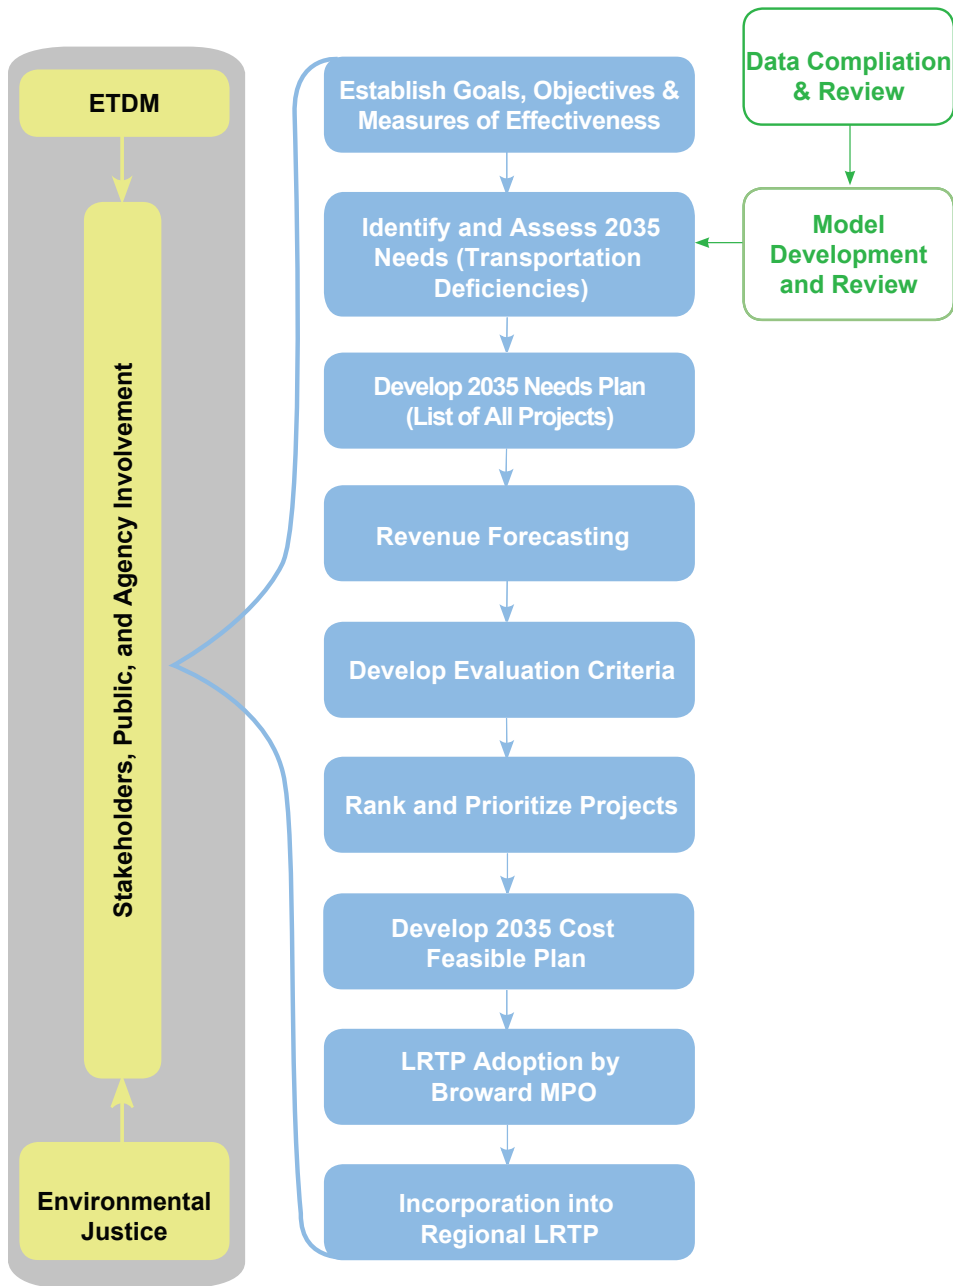 ETDM
Stakeholders, Public, and Agency Involvement
Environmental
Justice
Establish Goals, Objectives &
Measures of Effectiveness
Identify and Assess 2035
Needs (Transportation
Deficiencies)
Develop 2035 Needs Plan
(List of All Projects)
Revenue Forecasting
Develop Evaluation Criteria
Rank and Prioritize Projects
Develop 2035 Cost
Feasible Plan
LRTP Adoption by
Broward MPO
Incorporation into
Regional LRTP
Data Compliation
& Review
Model
Development
and Review